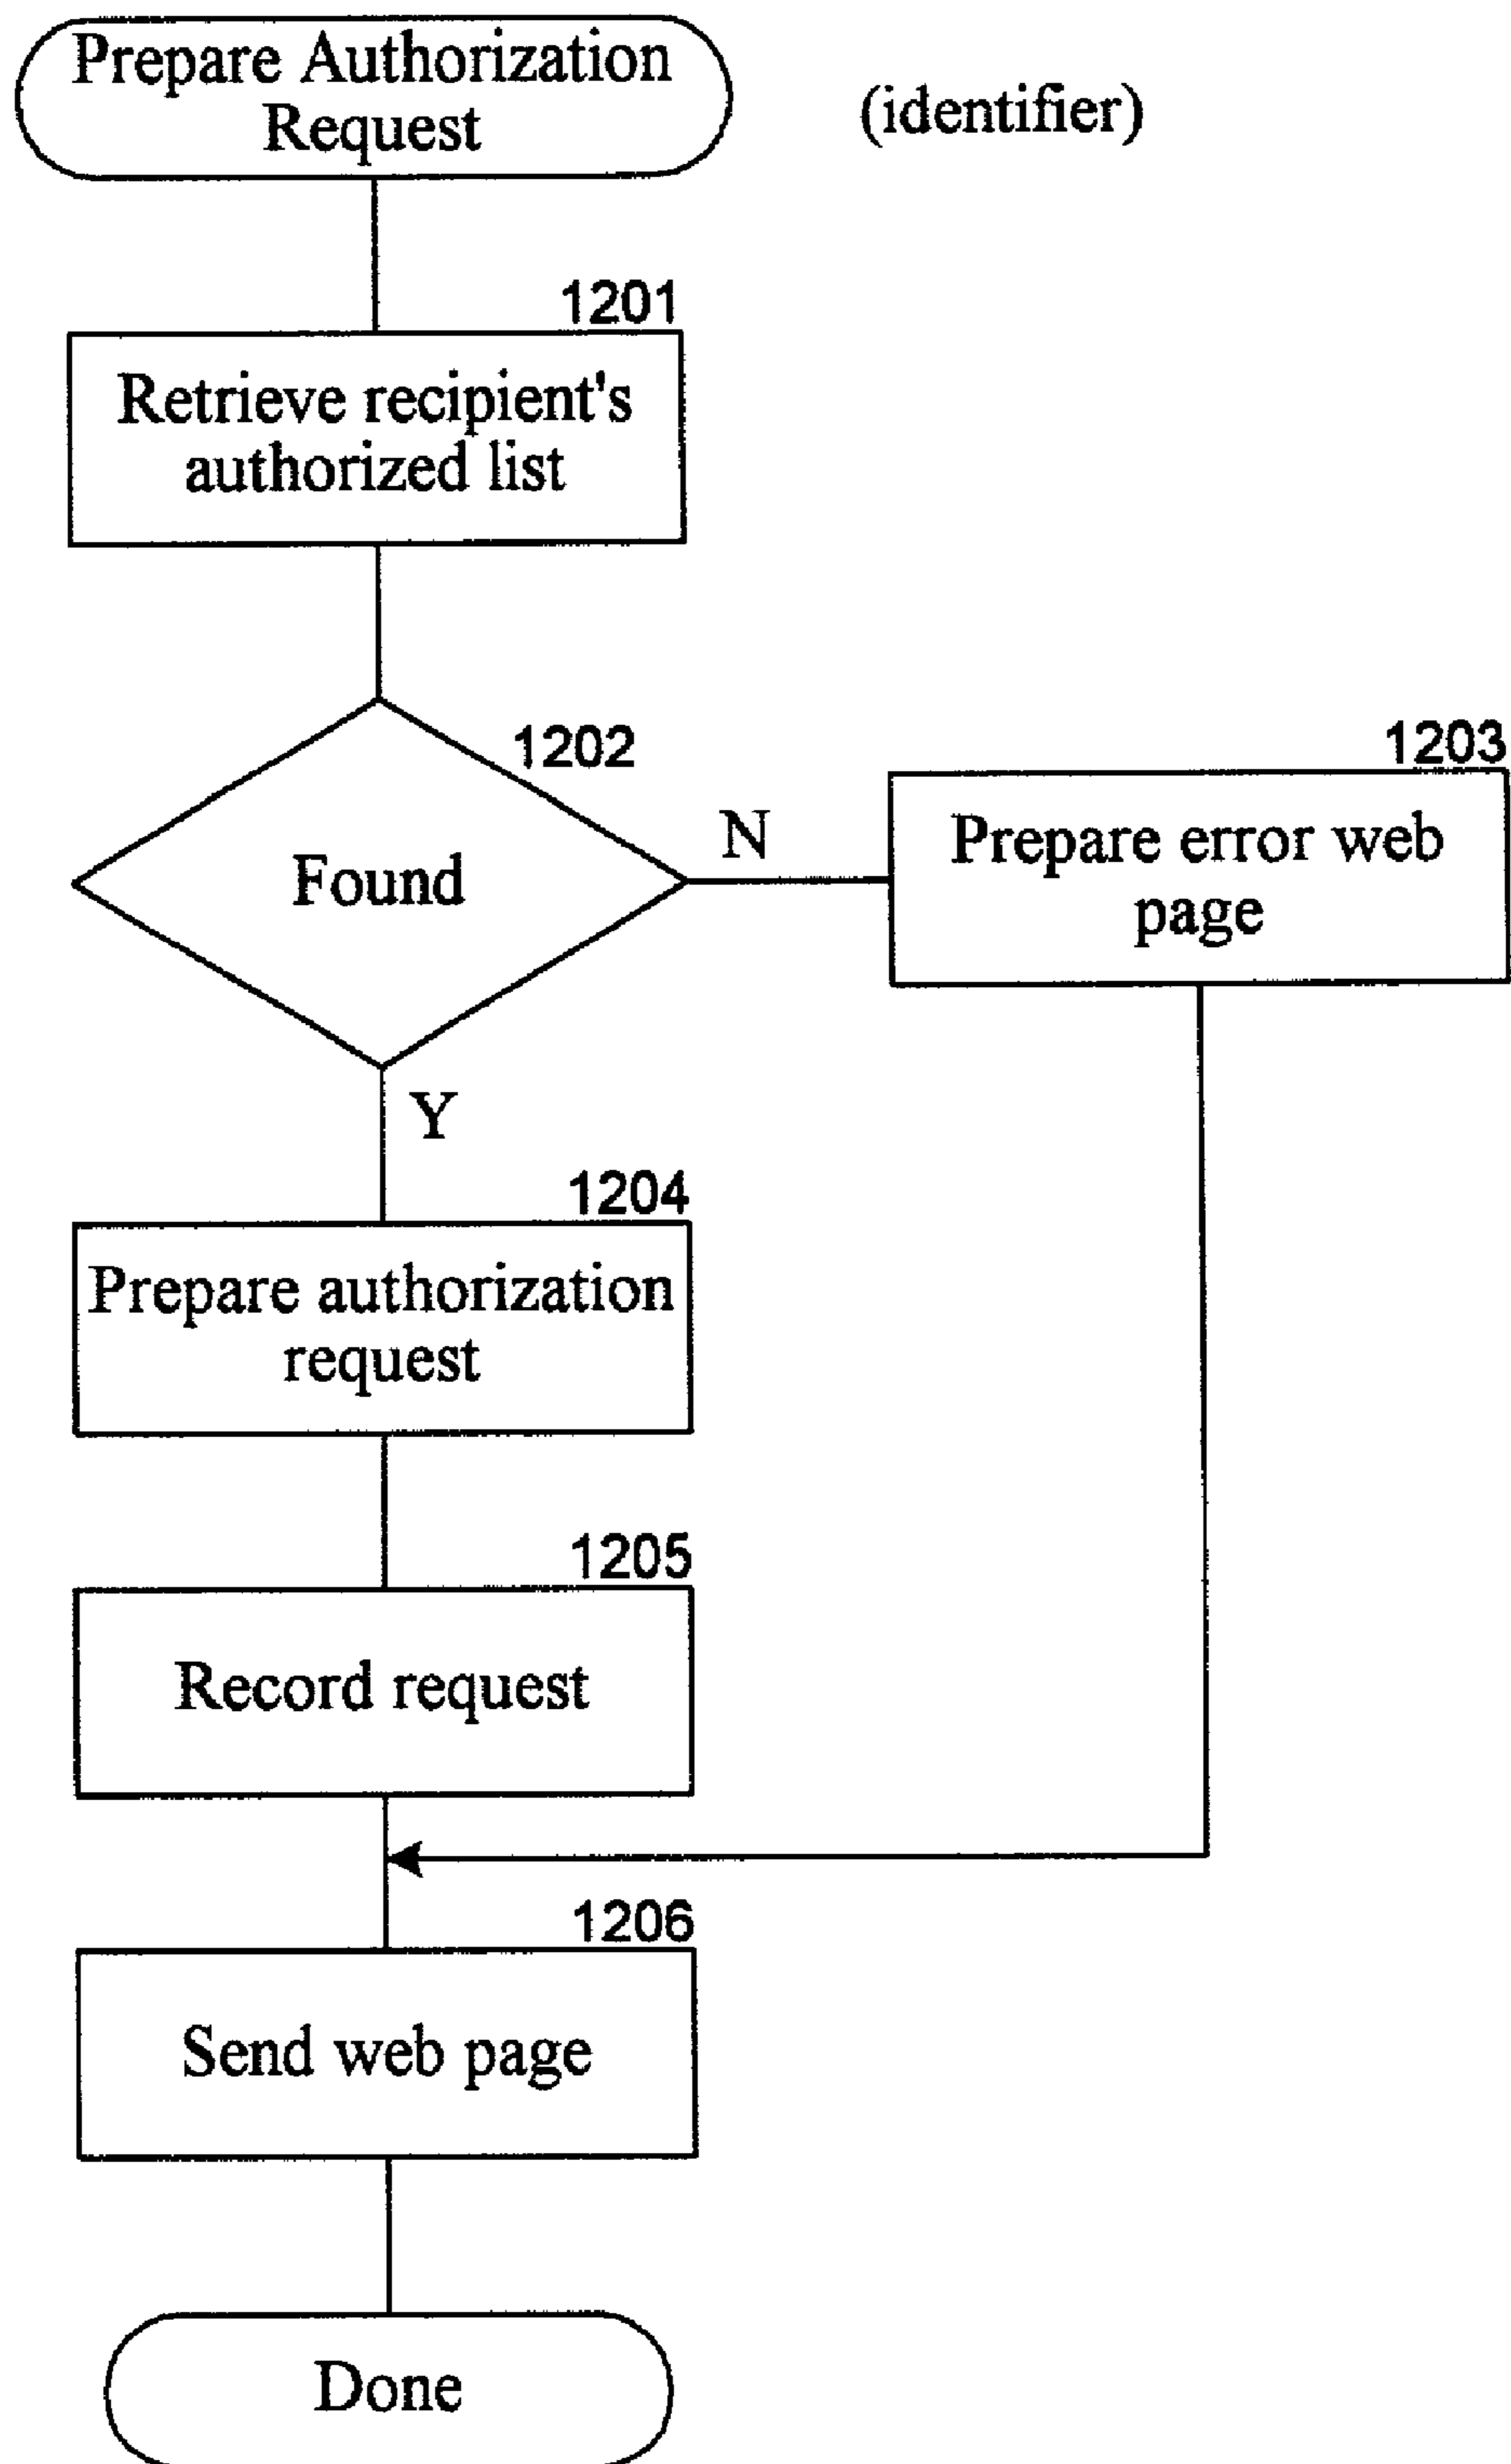 Prepare Authorization
Request
(identifier)
1201
Retrieve recipient's
authorized list
1202
Found
N
1203
Prepare error web
page
Y
1204
Prepare authorization
request
1205
Record request
1206
Send web page
Done